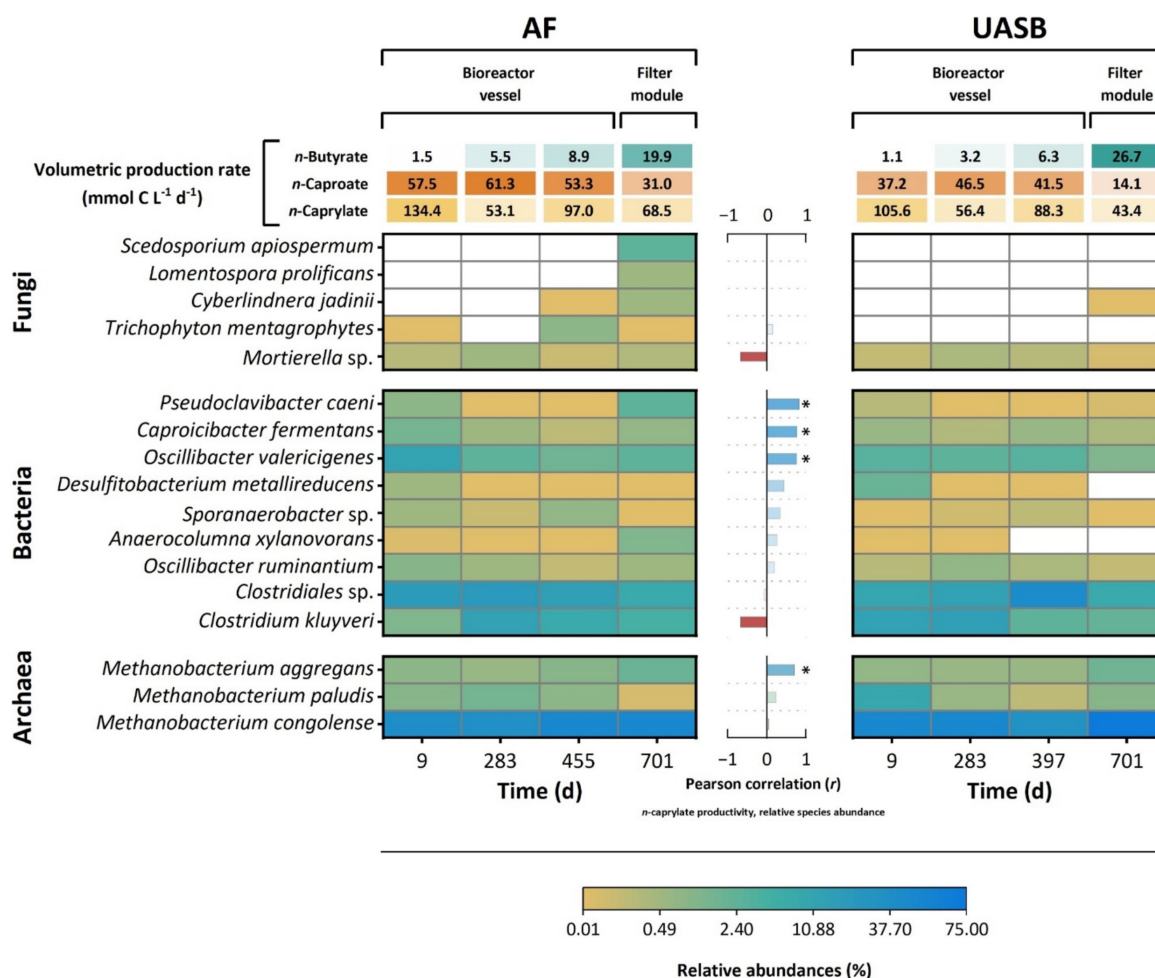 AF UASB
Bioreactor vessel Filter module Bioreactor vessel Filter module
Volumetric production rate (mmol C L⁻¹ d⁻¹)
n-Butyrate 1.5 5.5 8.9 19.9 1.1 3.2 6.3 26.7
n-Caproate 57.5 61.3 53.3 31.0 37.2 46.5 41.5 14.1
n-Caprylate 134.4 53.1 97.0 68.5 105.6 56.4 88.3 43.4
−1 0 1
Fungi
Scedosporium apiospermum
Lomentospora prolificans
Cyberlindnera jadinii
Trichophyton mentagrophytes
Mortierella sp.
Bacteria
Pseudoclavibacter caeni *
Caproicibacter fermentans *
Oscillibacter valericigenes *
Desulfitobacterium metallireducens
Sporanaerobacter sp.
Anaerocolumna xylanovorans
Oscillibacter ruminantium
Clostridiales sp.
Clostridium kluyveri
Archaea
Methanobacterium aggregans *
Methanobacterium paludis
Methanobacterium congolense
9 283 455 701 −1 0 1 9 283 397 701
Time (d) Pearson correlation (r) Time (d)
n-caprylate productivity, relative species abundance
0.01 0.49 2.40 10.88 37.70 75.00
Relative abundances (%)